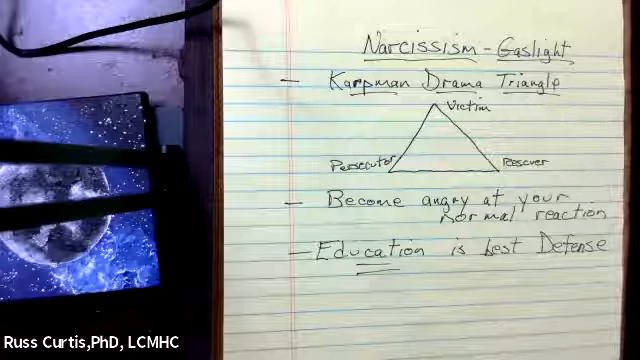 Narcissism - Gaslight
— Karpman Drama Triangle
Victim
Persecutor
Rescuer
— Become angry at your
normal reaction
— Education is best Defense
Russ Curtis,PhD, LCMHC